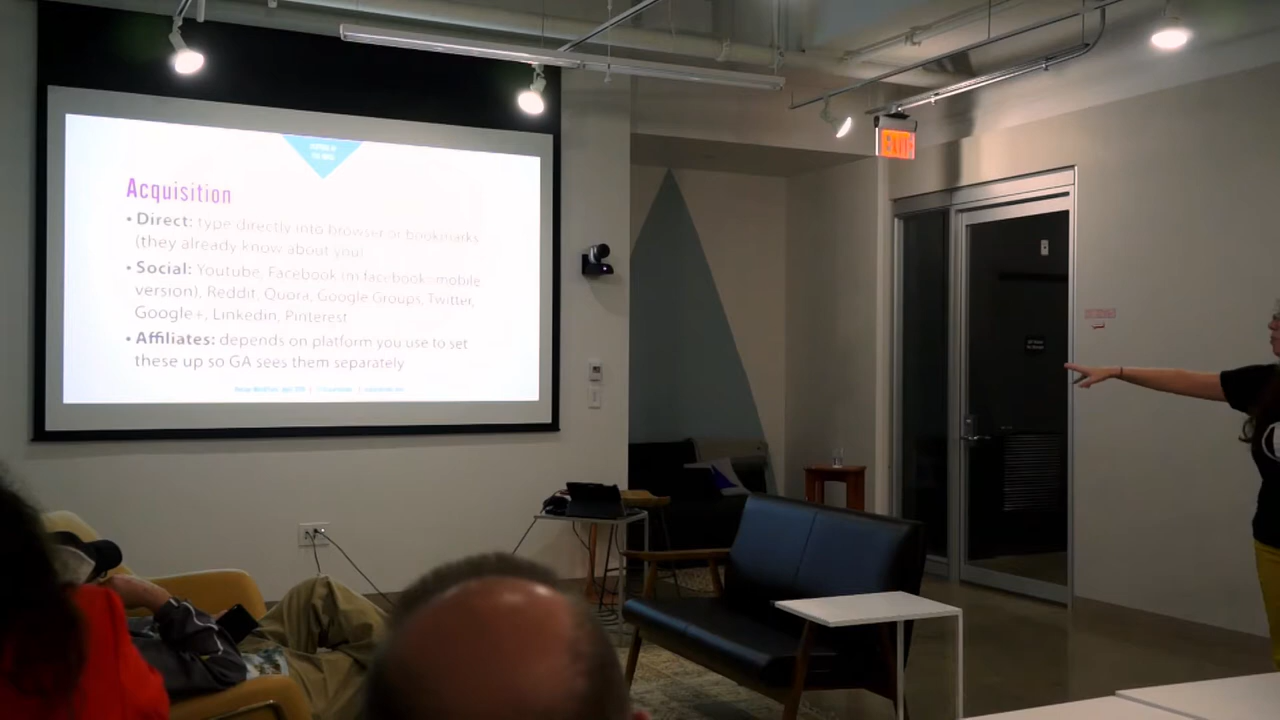 Acquisition
• Direct: type directly into browser or bookmarks
(they already know about you!
• Social: Youtube, Facebook (m.facebook=mobile
version), Reddit, Quora, Google Groups, Twitter,
Google+, Linkedin, Pinterest
• Affiliates: depends on platform you use to set
these up so GA sees them separately
EXIT